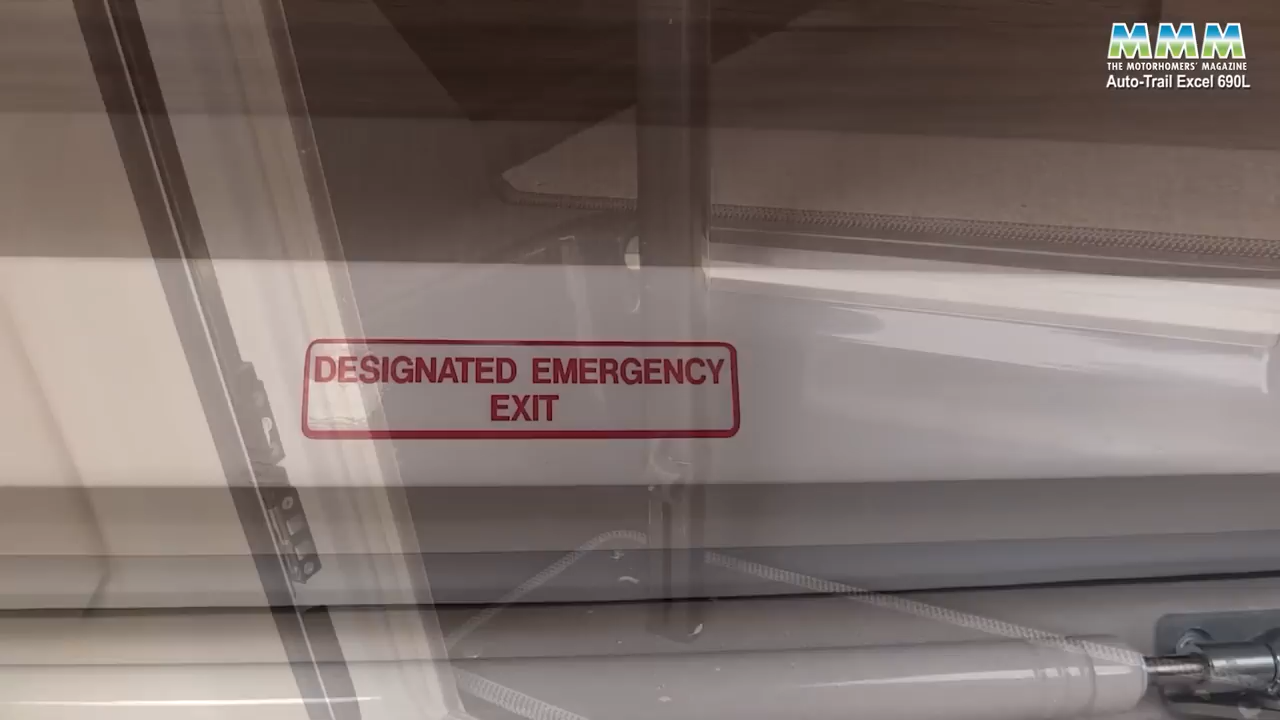 MMM
THE MOTORHOMERS' MAGAZINE
Auto-Trail Excel 690L
DESIGNATED EMERGENCY
EXIT